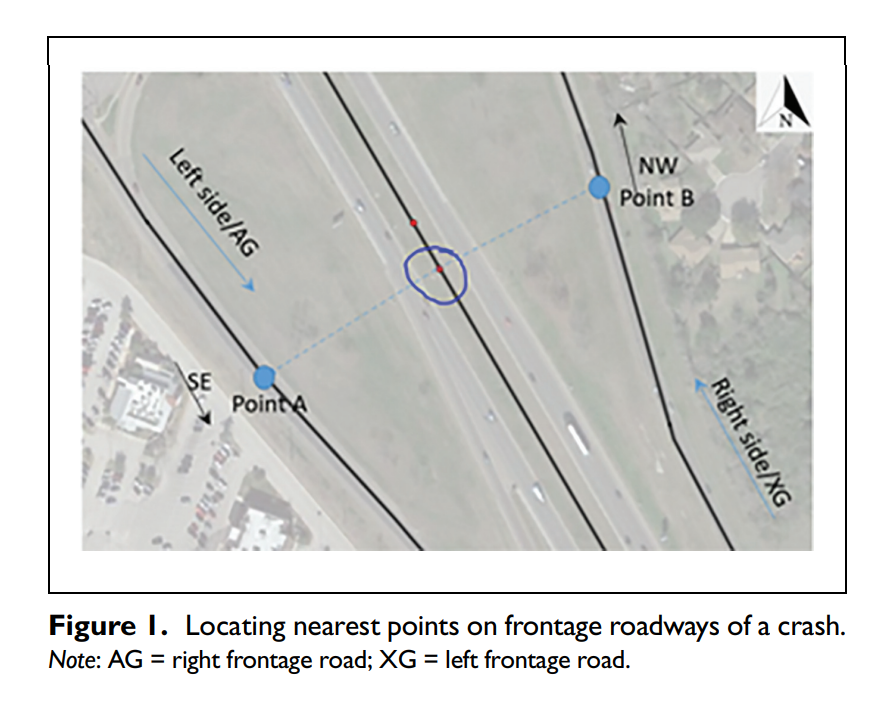 N
Left side/AG
NW
Point B
SE
Point A
Right side/XG
Figure 1. Locating nearest points on frontage roadways of a crash.
Note: AG = right frontage road; XG = left frontage road.